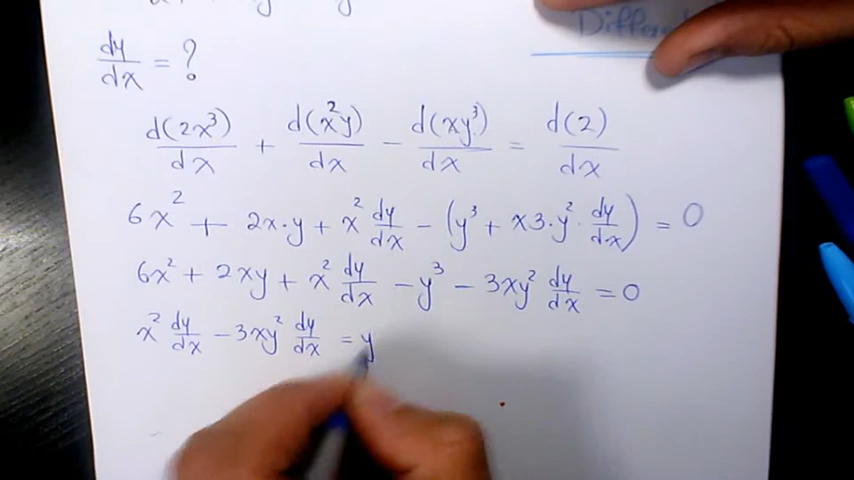 Differe
dy/dx = ?
d(2x³)/dx + d(x²y)/dx - d(xy³)/dx = d(2)/dx
6x² + 2x·y + x² dy/dx - (y³ + x3·y² · dy/dx) = 0
6x² + 2xy + x² dy/dx - y³ - 3xy² dy/dx = 0
x² dy/dx - 3xy² dy/dx = y